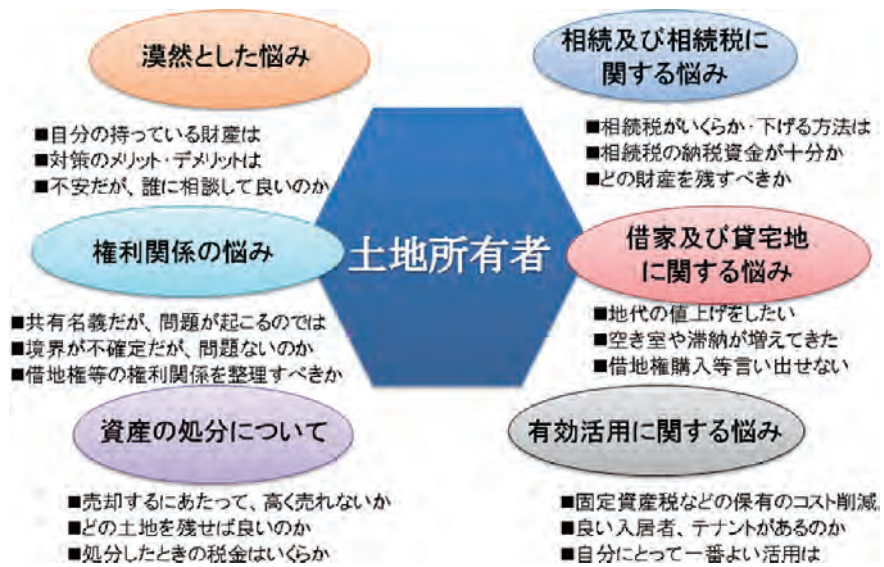 漠然とした悩み
■自分の持っている財産は
■対策のメリット・デメリットは
■不安だが、誰に相談して良いのか
権利関係の悩み
■共有名義だが、問題が起こるのでは
■境界が不確定だが、問題ないのか
■借地権等の権利関係を整理すべきか
資産の処分について
■売却するにあたって、高く売れないか
■どの土地を残せば良いのか
■処分したときの税金はいくらか
土地所有者
相続及び相続税に
関する悩み
■相続税がいくらか・下げる方法は
■相続税の納税資金が十分か
■どの財産を残すべきか
借家及び貸宅地
に関する悩み
■地代の値上げをしたい
■空き室や滞納が増えてきた
■借地権購入等言い出せない
有効活用に関する悩み
■固定資産税などの保有のコスト削減
■良い入居者、テナントがあるのか
■自分にとって一番よい活用は